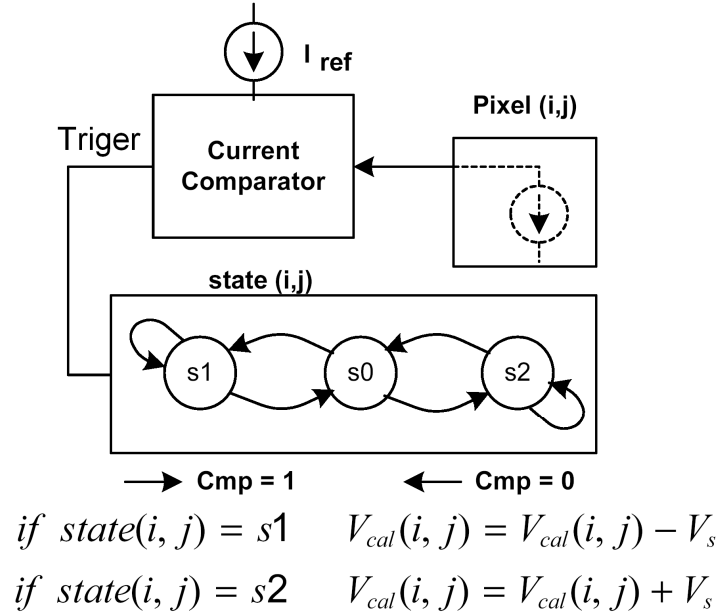 I ref
Pixel (i,j)
Triger
Current
Comparator
state (i,j)
s1 s0 s2
Cmp = 1 Cmp = 0
if state(i, j) = s1 V_cal(i, j) = V_cal(i, j) − V_s
if state(i, j) = s2 V_cal(i, j) = V_cal(i, j) + V_s